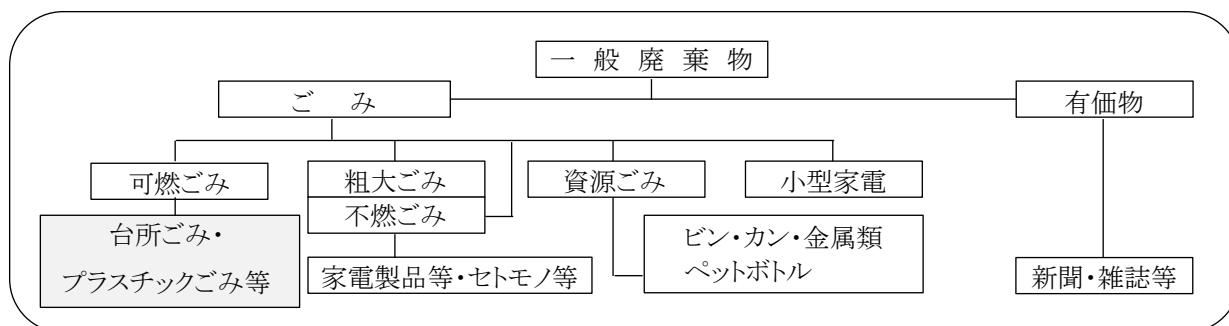 一般廃棄物
ごみ
有価物
可燃ごみ
粗大ごみ
資源ごみ
小型家電
不燃ごみ
台所ごみ・
プラスチックごみ等
家電製品等・セトモノ等
ビン・カン・金属類
ペットボトル
新聞・雑誌等